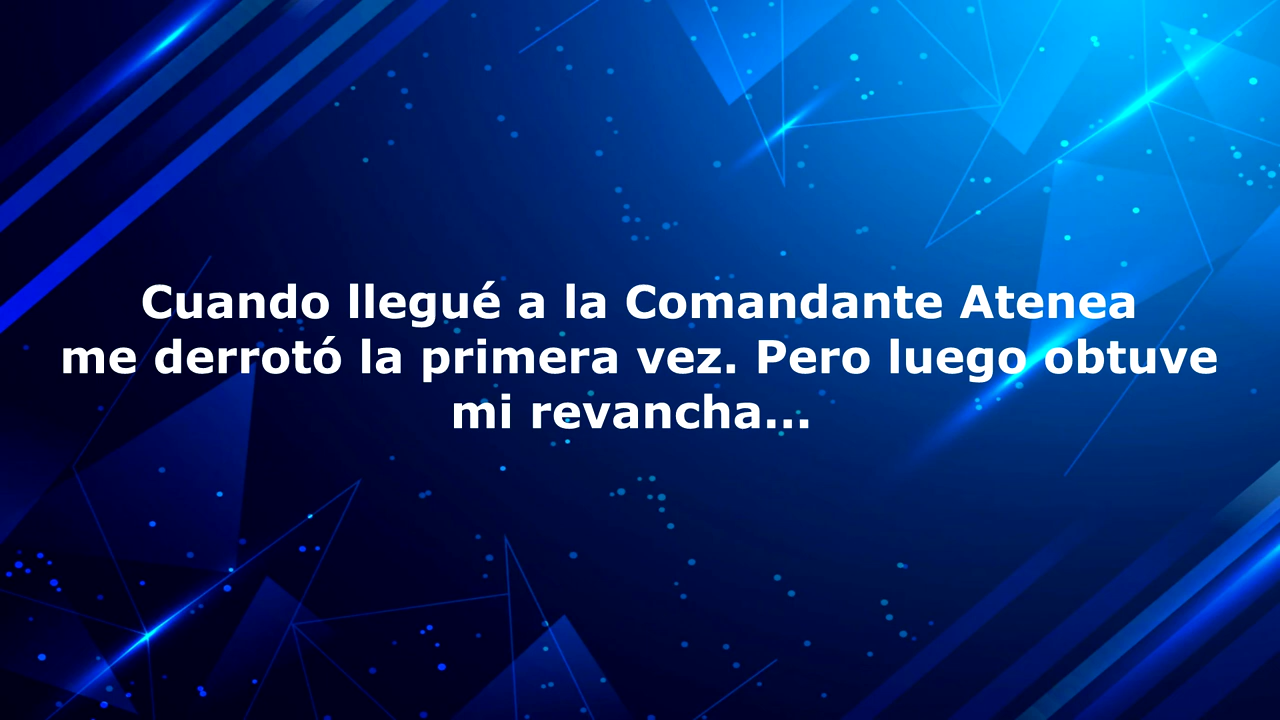 Cuando llegué a la Comandante Atenea
me derrotó la primera vez. Pero luego obtuve
mi revancha...